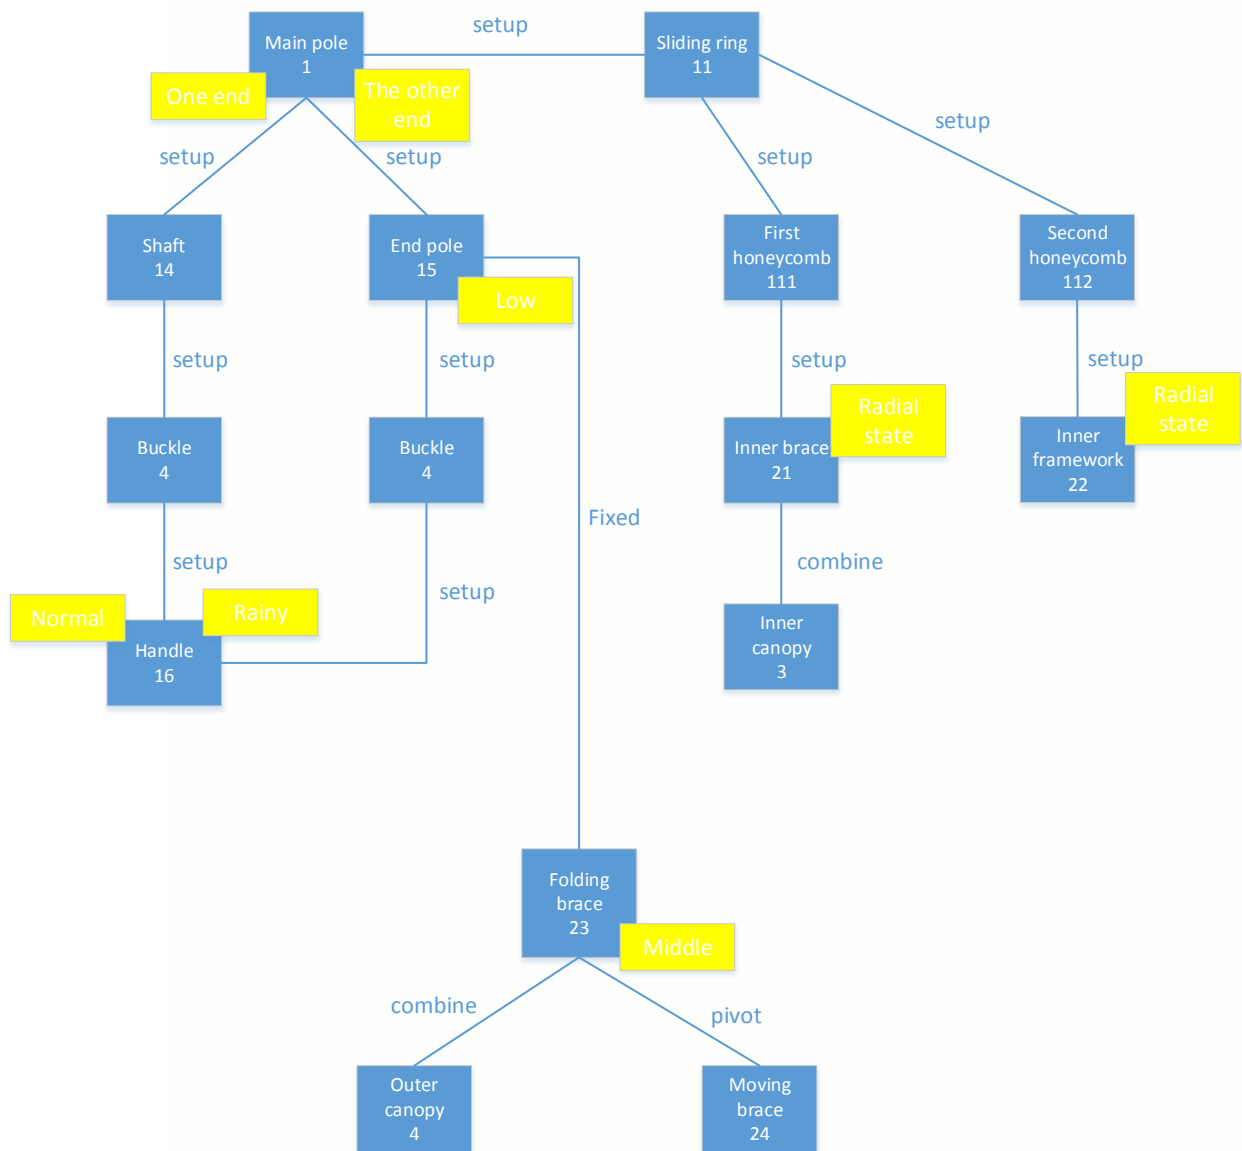 setup
Main pole
1
Sliding ring
11
One end
The other
end
setup
setup
setup
setup
Shaft
14
End pole
15
Low
First
honeycomb
111
Second
honeycomb
112
setup
setup
setup
setup
Radial
state
Radial
state
Buckle
4
Buckle
4
Inner brace
21
Inner
framework
22
Fixed
setup
setup
combine
Normal
Rainy
Handle
16
Inner
canopy
3
Folding
brace
23
Middle
combine
pivot
Outer
canopy
4
Moving
brace
24